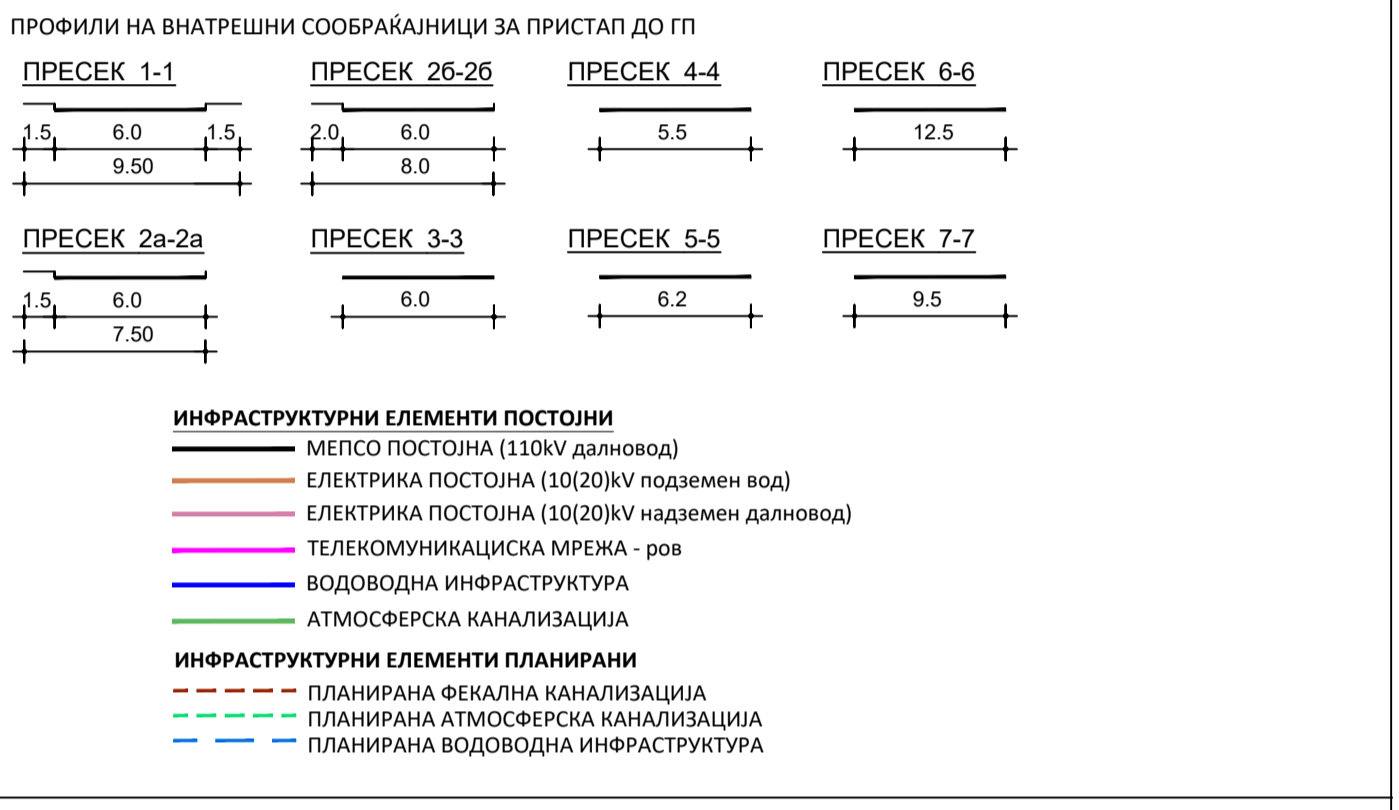 ПРОФИЛИ НА ВНАТРЕШНИ СООБРАЌАЈНИЦИ ЗА ПРИСТАП ДО ГП
ПРЕСЕК 1-1
1.5 6.0 1.5
9.50
ПРЕСЕК 2б-2б
2.0 6.0
8.0
ПРЕСЕК 4-4
5.5
ПРЕСЕК 6-6
12.5
ПРЕСЕК 2а-2а
1.5 6.0
7.50
ПРЕСЕК 3-3
6.0
ПРЕСЕК 5-5
6.2
ПРЕСЕК 7-7
9.5
ИНФРАСТРУКТУРНИ ЕЛЕМЕНТИ ПОСТОЈНИ
МЕПСО ПОСТОЈНА (110kV далновод)
ЕЛЕКТРИКА ПОСТОЈНА (10(20)kV подземен вод)
ЕЛЕКТРИКА ПОСТОЈНА (10(20)kV надземен далновод)
ТЕЛЕКОМУНИКАЦИСКА МРЕЖА - ров
ВОДОВОДНА ИНФРАСТРУКТУРА
АТМОСФЕРСКА КАНАЛИЗАЦИЈА
ИНФРАСТРУКТУРНИ ЕЛЕМЕНТИ ПЛАНИРАНИ
ПЛАНИРАНА ФЕКАЛНА КАНАЛИЗАЦИЈА
ПЛАНИРАНА АТМОСФЕРСКА КАНАЛИЗАЦИЈА
ПЛАНИРАНА ВОДОВОДНА ИНФРАСТРУКТУРА